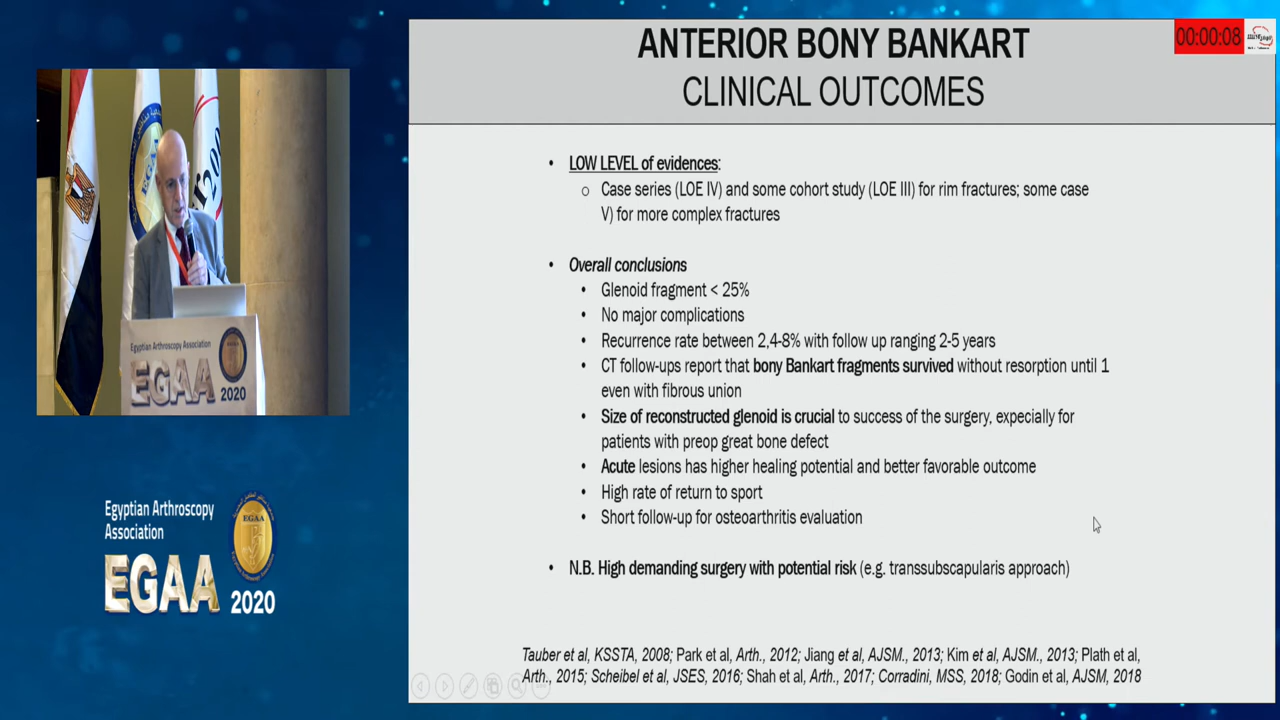 ANTERIOR BONY BANKART
CLINICAL OUTCOMES
00:00:08
• LOW LEVEL of evidences:
o Case series (LOE IV) and some cohort study (LOE III) for rim fractures; some case
V) for more complex fractures
• Overall conclusions
• Glenoid fragment < 25%
• No major complications
• Recurrence rate between 2,4-8% with follow up ranging 2-5 years
• CT follow-ups report that bony Bankart fragments survived without resorption until 1
even with fibrous union
• Size of reconstructed glenoid is crucial to success of the surgery, expecially for
patients with preop great bone defect
• Acute lesions has higher healing potential and better favorable outcome
• High rate of return to sport
• Short follow-up for osteoarthritis evaluation
• N.B. High demanding surgery with potential risk (e.g. transsubscapularis approach)
Tauber et al, KSSTA, 2008; Park et al, Arth., 2012; Jiang et al, AJSM., 2013; Kim et al, AJSM., 2013; Plath et al,
Arth., 2015; Scheibel et al, JSES, 2016; Shah et al, Arth., 2017; Corradini, MSS, 2018; Godin et al, AJSM, 2018
Egyptian Arthroscopy Association
EGAA
2020
Egyptian Arthroscopy
Association
EGAA
EGAA
2020